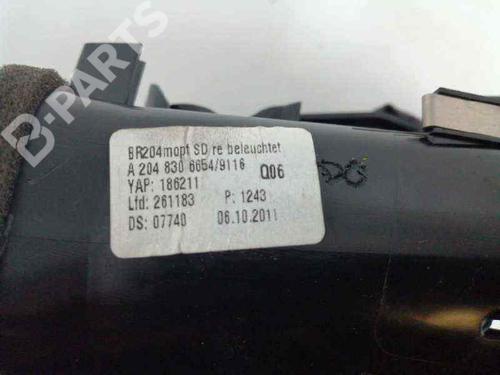 B-PARTS
BR204mopf SD re beleuchtet
A 204 830 6654/9116 Q06
YAP: 186211
Lfd: 261183 P: 1243
DS: 07740 06.10.2011